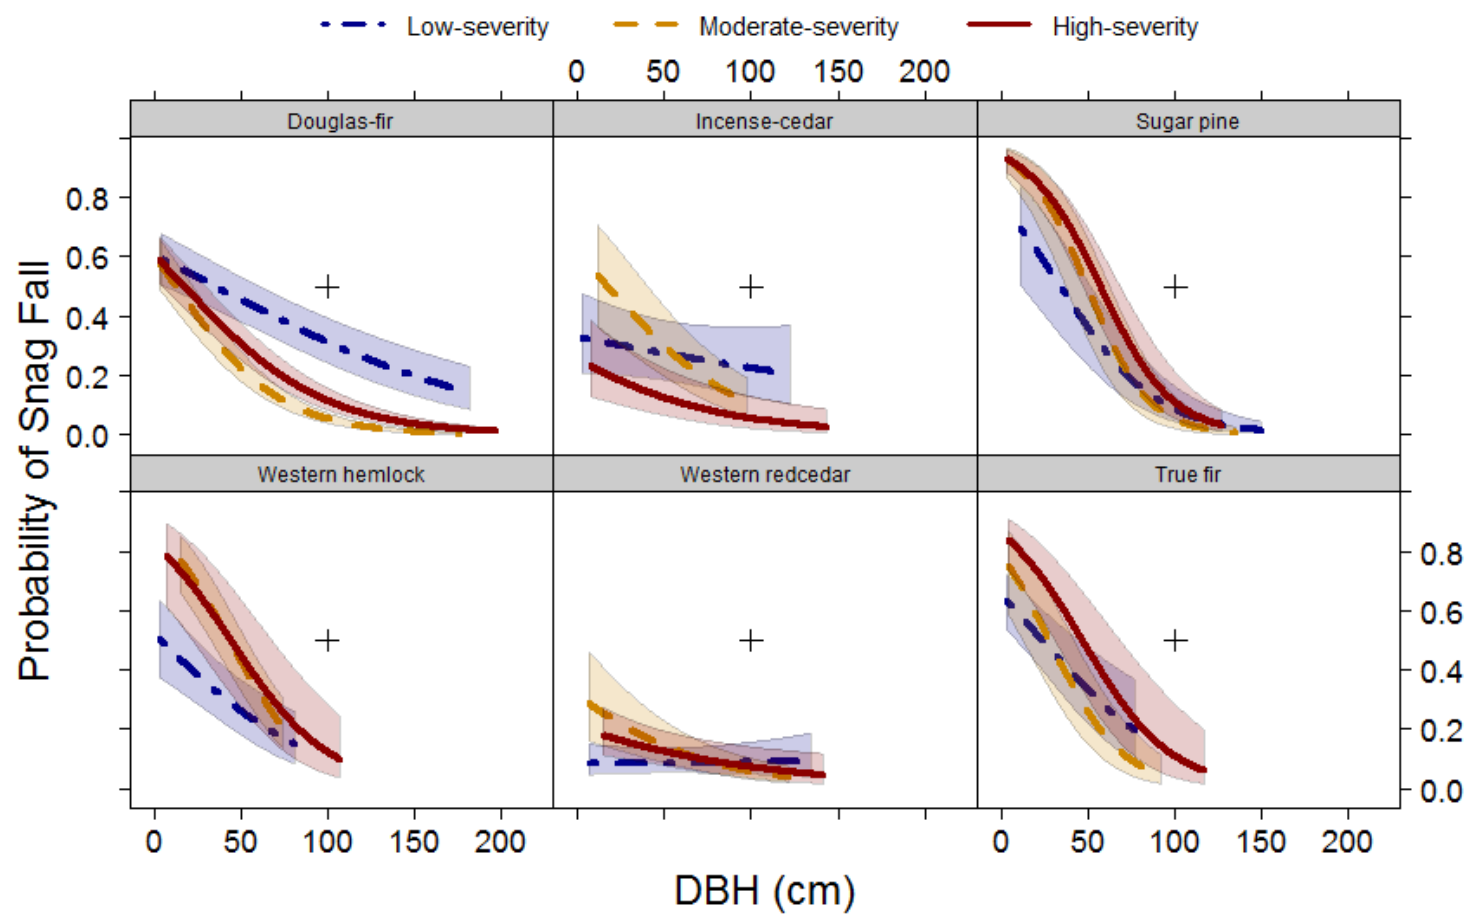 Low-severity Moderate-severity High-severity
0 50 100 150 200
Douglas-fir Incense-cedar Sugar pine
0.8
0.6
0.4
0.2
0.0
Probability of Snag Fall
Western hemlock Western redcedar True fir
0.8
0.6
0.4
0.2
0.0
0 50 100 150 200 0 50 100 150 200
DBH (cm)